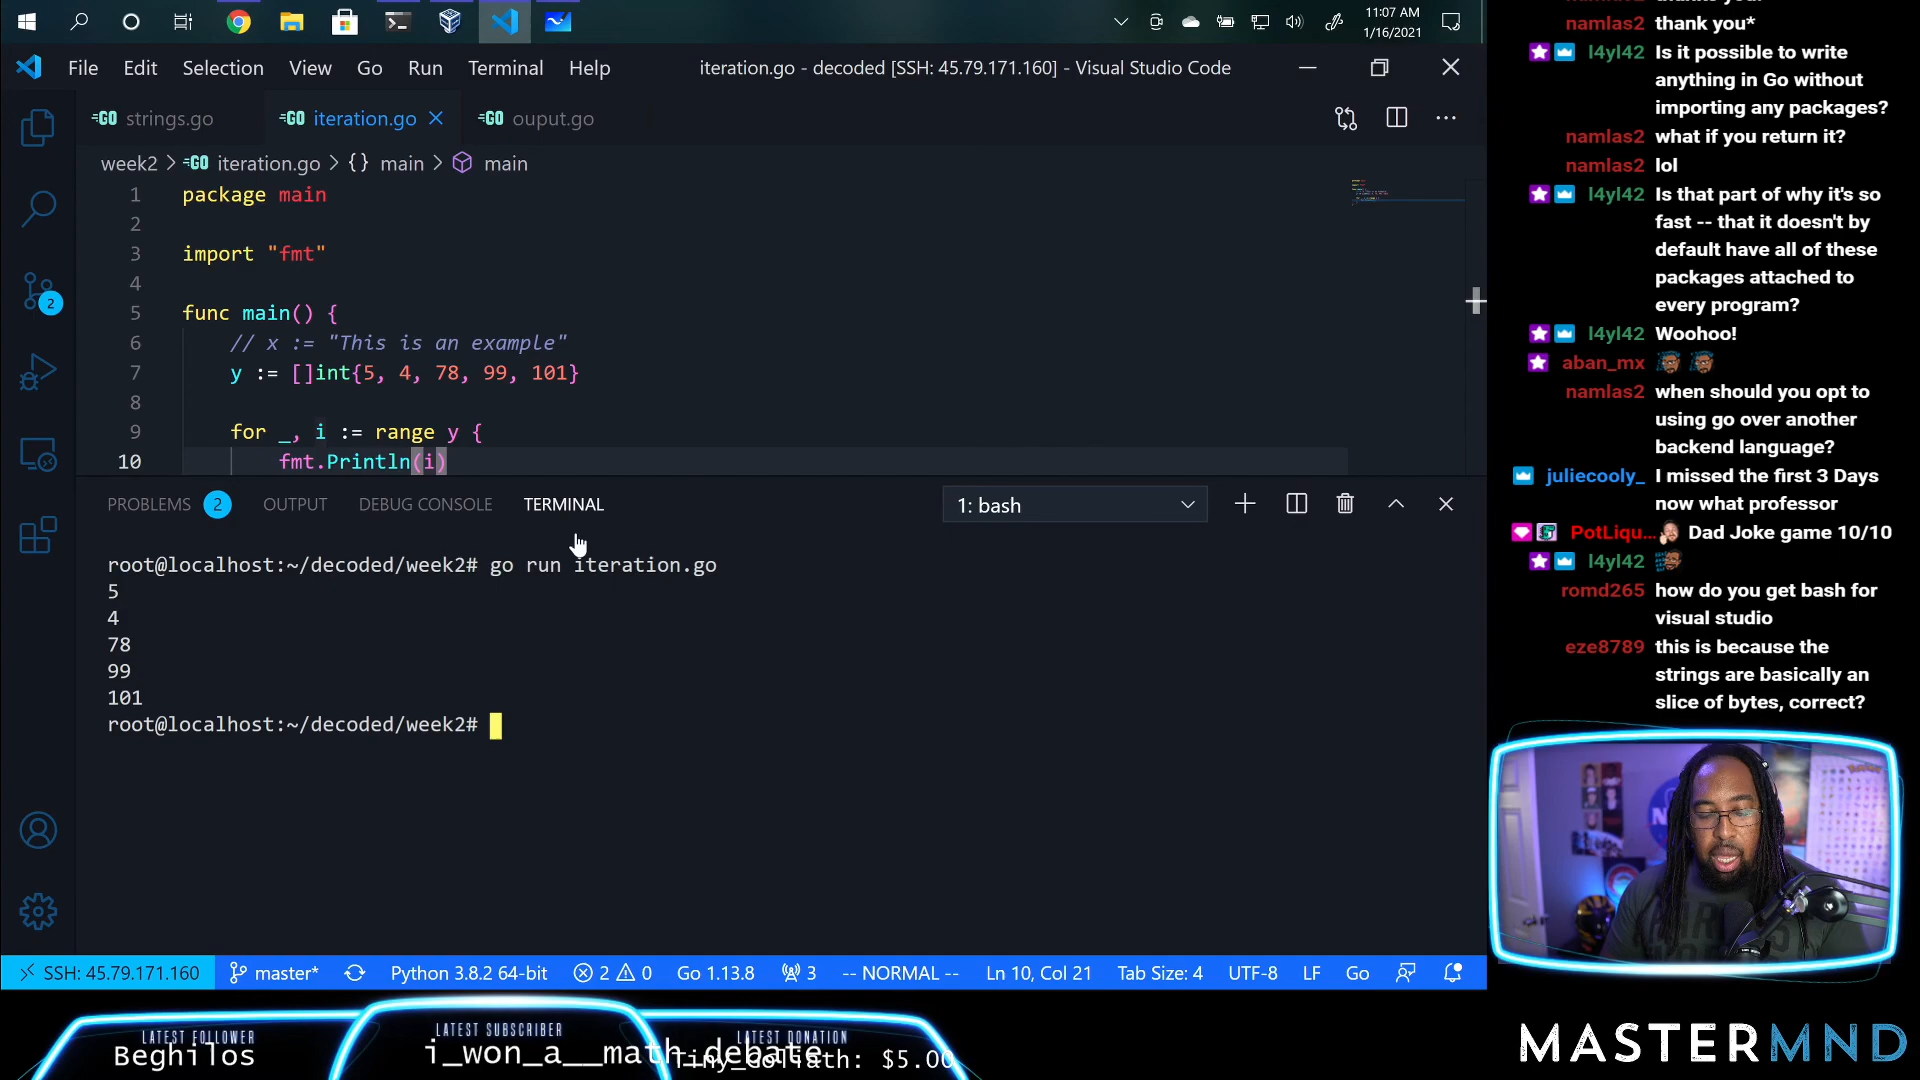 11:07 AM
1/16/2021
File Edit Selection View Go Run Terminal Help
iteration.go - decoded [SSH: 45.79.171.160] - Visual Studio Code
strings.go
iteration.go
ouput.go
week2 > iteration.go > {} main > main
1 package main
2
3 import "fmt"
4
5 func main() {
6 // x := "This is an example"
7 y := []int{5, 4, 78, 99, 101}
8
9 for _, i := range y {
10 fmt.Println(i)
PROBLEMS 2 OUTPUT DEBUG CONSOLE TERMINAL
1: bash
root@localhost:~/decoded/week2# go run iteration.go
5
4
78
99
101
root@localhost:~/decoded/week2#
2
SSH: 45.79.171.160 master* Python 3.8.2 64-bit 2 0 Go 1.13.8 3 -- NORMAL -- Ln 10, Col 21 Tab Size: 4 UTF-8 LF Go
namlas2 thank you*
l4yl42 Is it possible to write
anything in Go without
importing any packages?
namlas2 what if you return it?
namlas2 lol
l4yl42 Is that part of why it's so
fast -- that it doesn't by
default have all of these
packages attached to
every program?
l4yl42 Woohoo!
aban_mx
namlas2 when should you opt to
using go over another
backend language?
juliecooly_ I missed the first 3 Days
now what professor
PotLiqu... Dad Joke game 10/10
l4yl42
romd265 how do you get bash for
visual studio
eze8789 this is because the
strings are basically an
slice of bytes, correct?
LATEST FOLLOWER
Beghilos
LATEST SUBSCRIBER
i_won_a__math_debate
LATEST DONATION
Tiny_Goliath: $5.00
MASTERMND